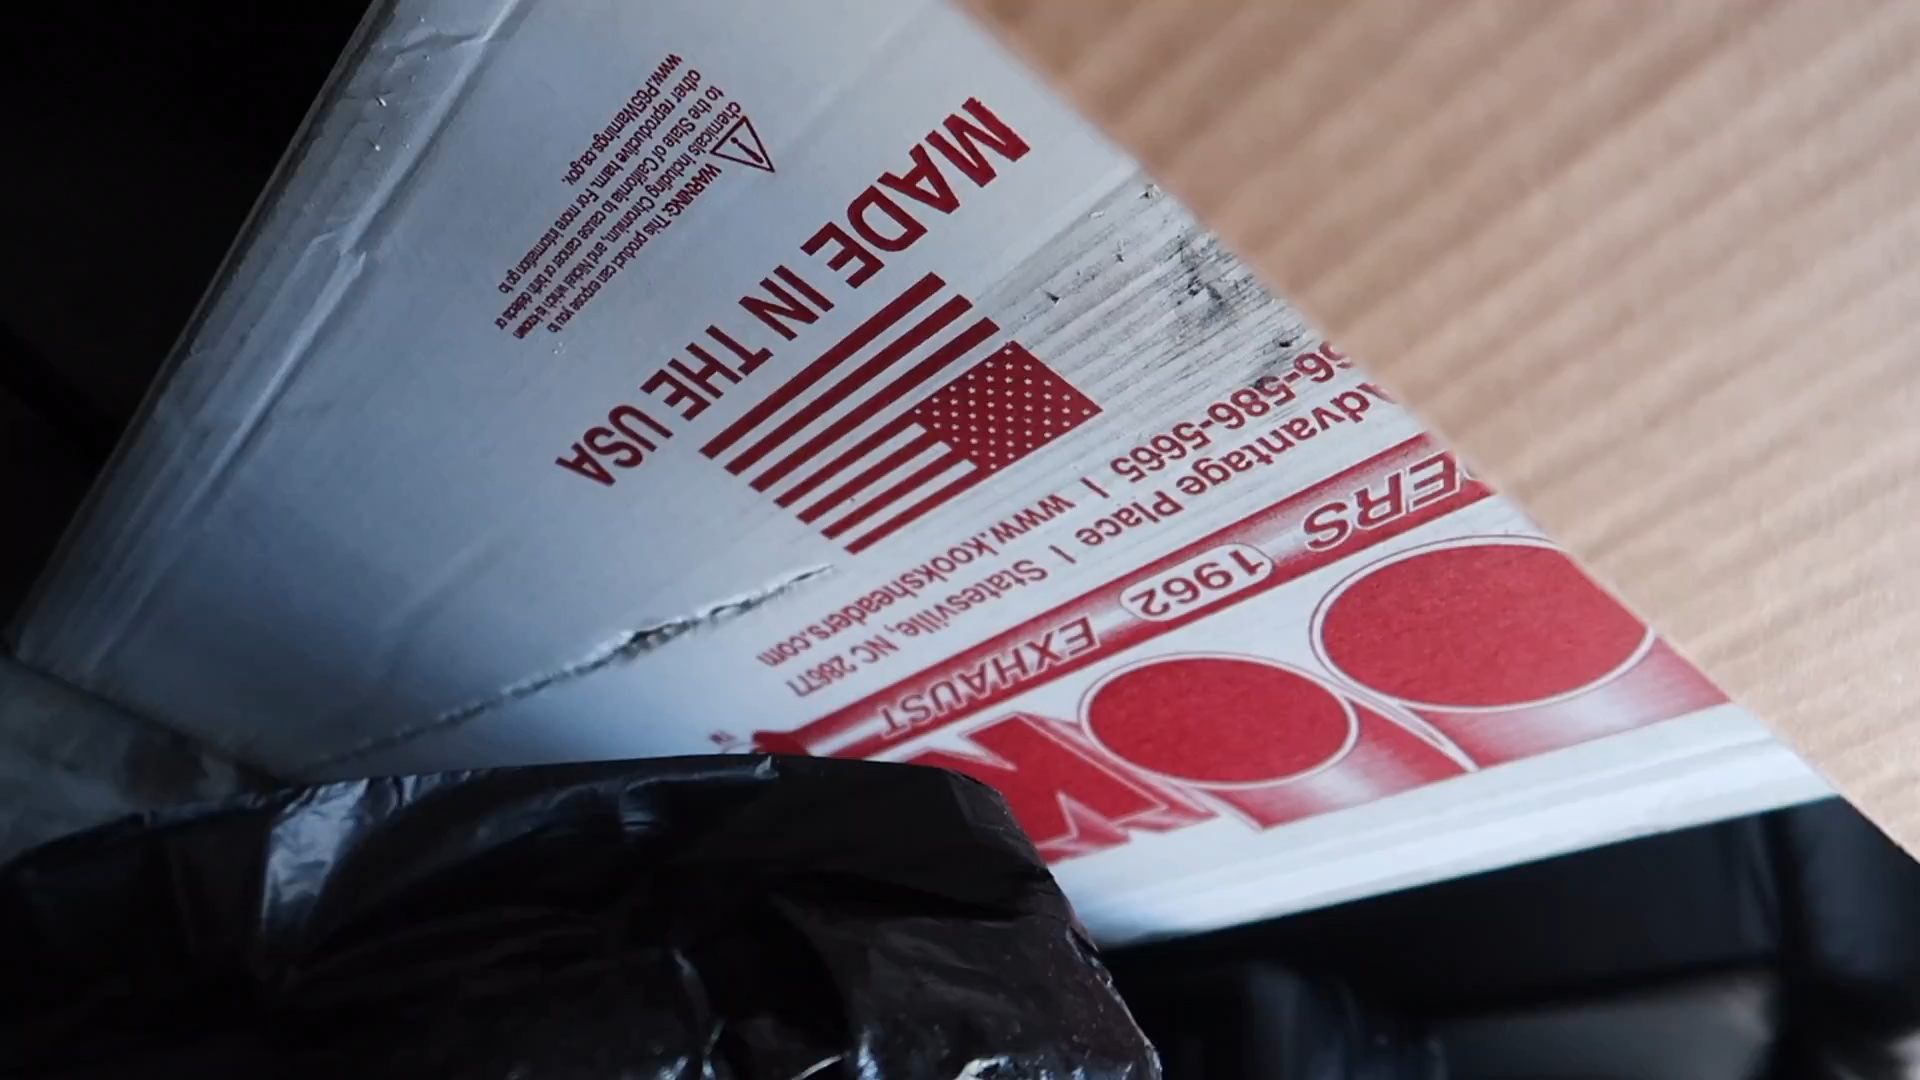 OOK
ERS 1962 EXHAUST
Advantage Place | Statesville, NC 28677
66-586-5665 | www.kooksheaders.com
MADE IN THE USA
WARNING: This product can expose you to
chemicals including Chromium, and Nickel which is known
to the State of California to cause cancer or birth defects or
other reproductive harm. For more information go to
www.P65Warnings.ca.gov.